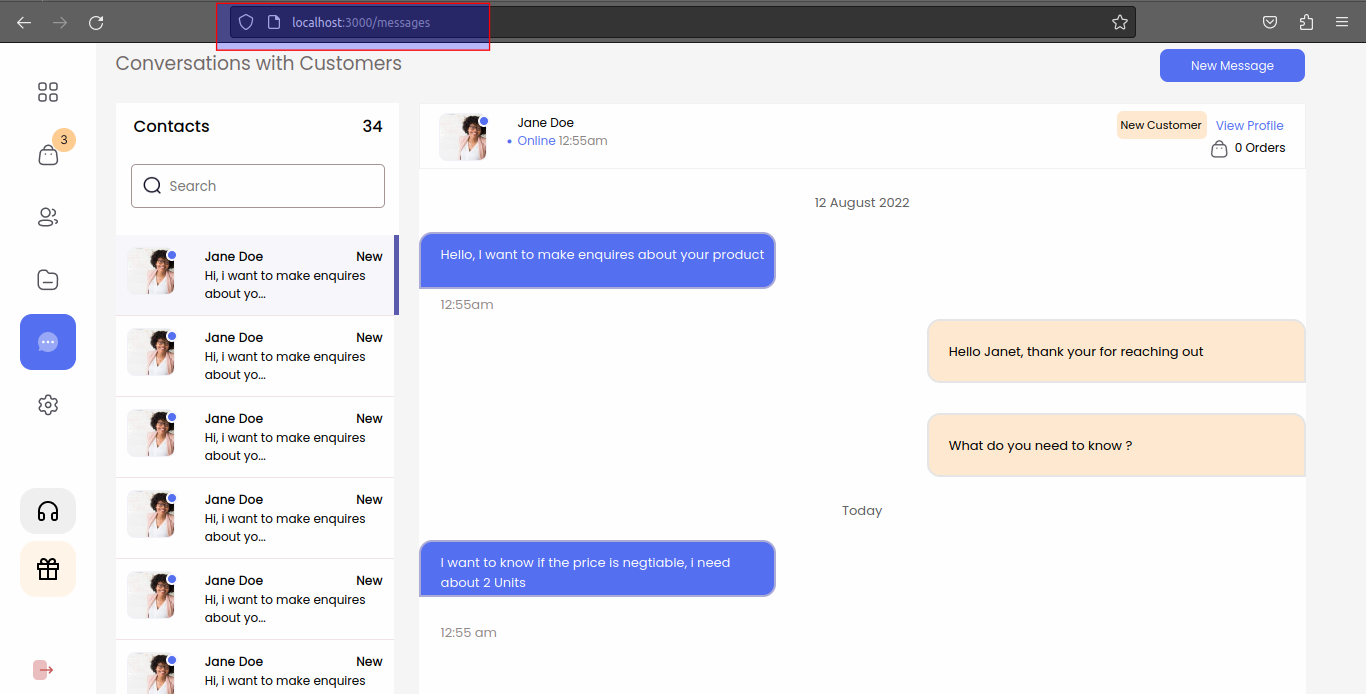 localhost:3000/messages
Conversations with Customers
New Message
3
Contacts 34
Search
Jane Doe New
Hi, i want to make enquires
about yo...
Jane Doe New
Hi, i want to make enquires
about yo...
Jane Doe New
Hi, i want to make enquires
about yo...
Jane Doe New
Hi, i want to make enquires
about yo...
Jane Doe New
Hi, i want to make enquires
about yo...
Jane Doe New
Hi, i want to make enquires
Jane Doe
• Online 12:55am
New Customer View Profile
0 Orders
12 August 2022
Hello, I want to make enquires about your product
12:55am
Hello Janet, thank your for reaching out
What do you need to know ?
Today
I want to know if the price is negtiable, i need
about 2 Units
12:55 am